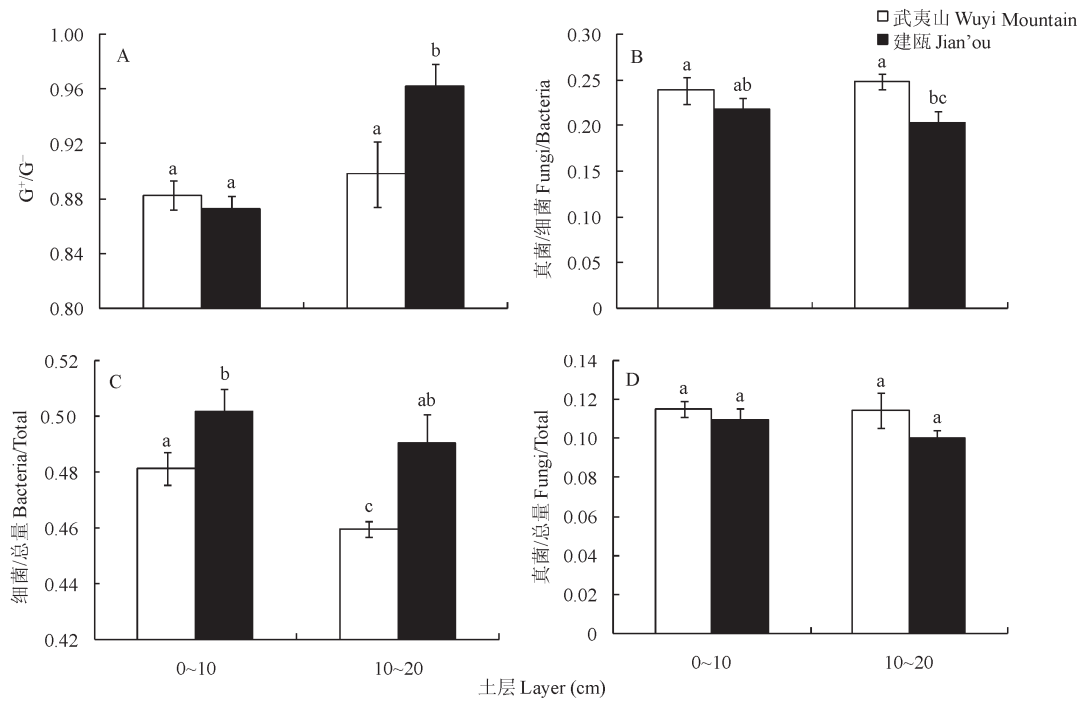 武夷山 Wuyi Mountain
建瓯 Jian’ou
A
G⁺/G⁻
1.00
0.96
0.92
0.88
0.84
0.80
a
a
a
b
B
真菌/细菌 Fungi/Bacteria
0.30
0.25
0.20
0.15
0.10
0.05
0
a
ab
a
bc
C
细菌/总量 Bacteria/Total
0.52
0.50
0.48
0.46
0.44
0.42
a
b
c
ab
0~10
10~20
D
真菌/总量 Fungi/Total
0.14
0.12
0.10
0.08
0.06
0.04
0.02
0
a
a
a
a
0~10
10~20
土层 Layer (cm)